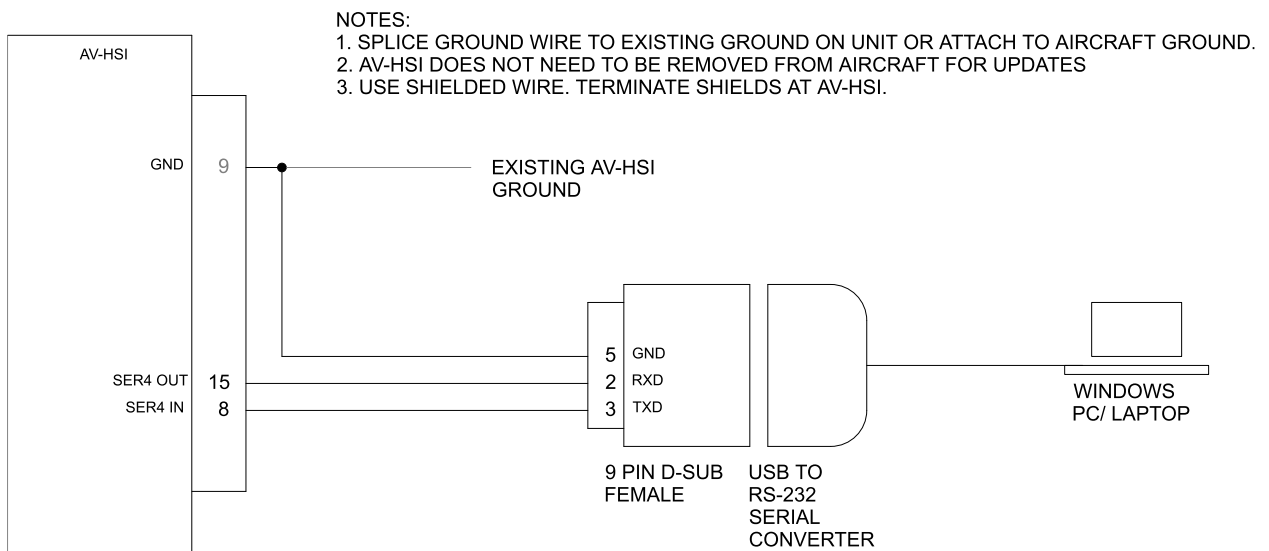 NOTES:
1. SPLICE GROUND WIRE TO EXISTING GROUND ON UNIT OR ATTACH TO AIRCRAFT GROUND.
2. AV-HSI DOES NOT NEED TO BE REMOVED FROM AIRCRAFT FOR UPDATES
3. USE SHIELDED WIRE. TERMINATE SHIELDS AT AV-HSI.
AV-HSI
GND 9
EXISTING AV-HSI
GROUND
5 GND
SER4 OUT 15
2 RXD
SER4 IN 8
3 TXD
WINDOWS
PC/ LAPTOP
9 PIN D-SUB
FEMALE
USB TO
RS-232
SERIAL
CONVERTER